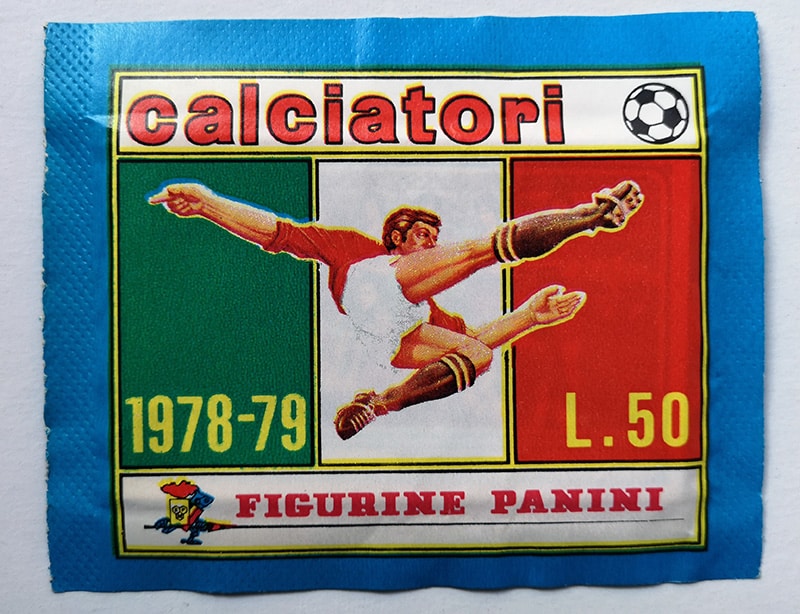 calciatori
1978-79
L.50
FIGURINE PANINI